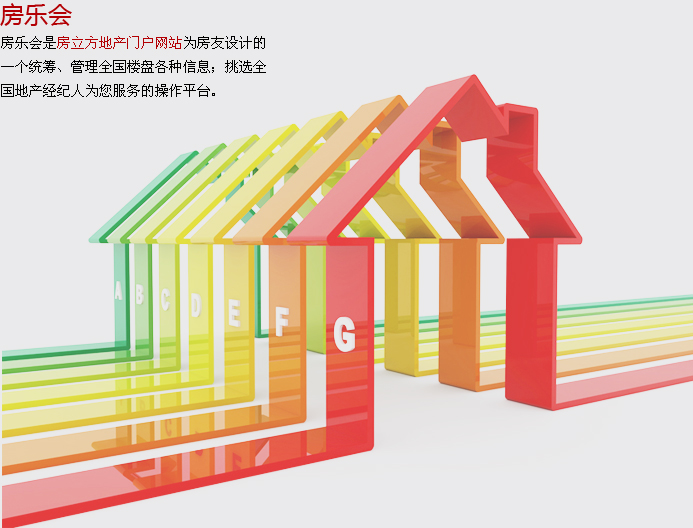 房乐会
房乐会是房立方地产门户网站为房友设计的
一个统筹、管理全国楼盘各种信息；挑选全
国地产经纪人为您服务的操作平台。
A B C D E F G